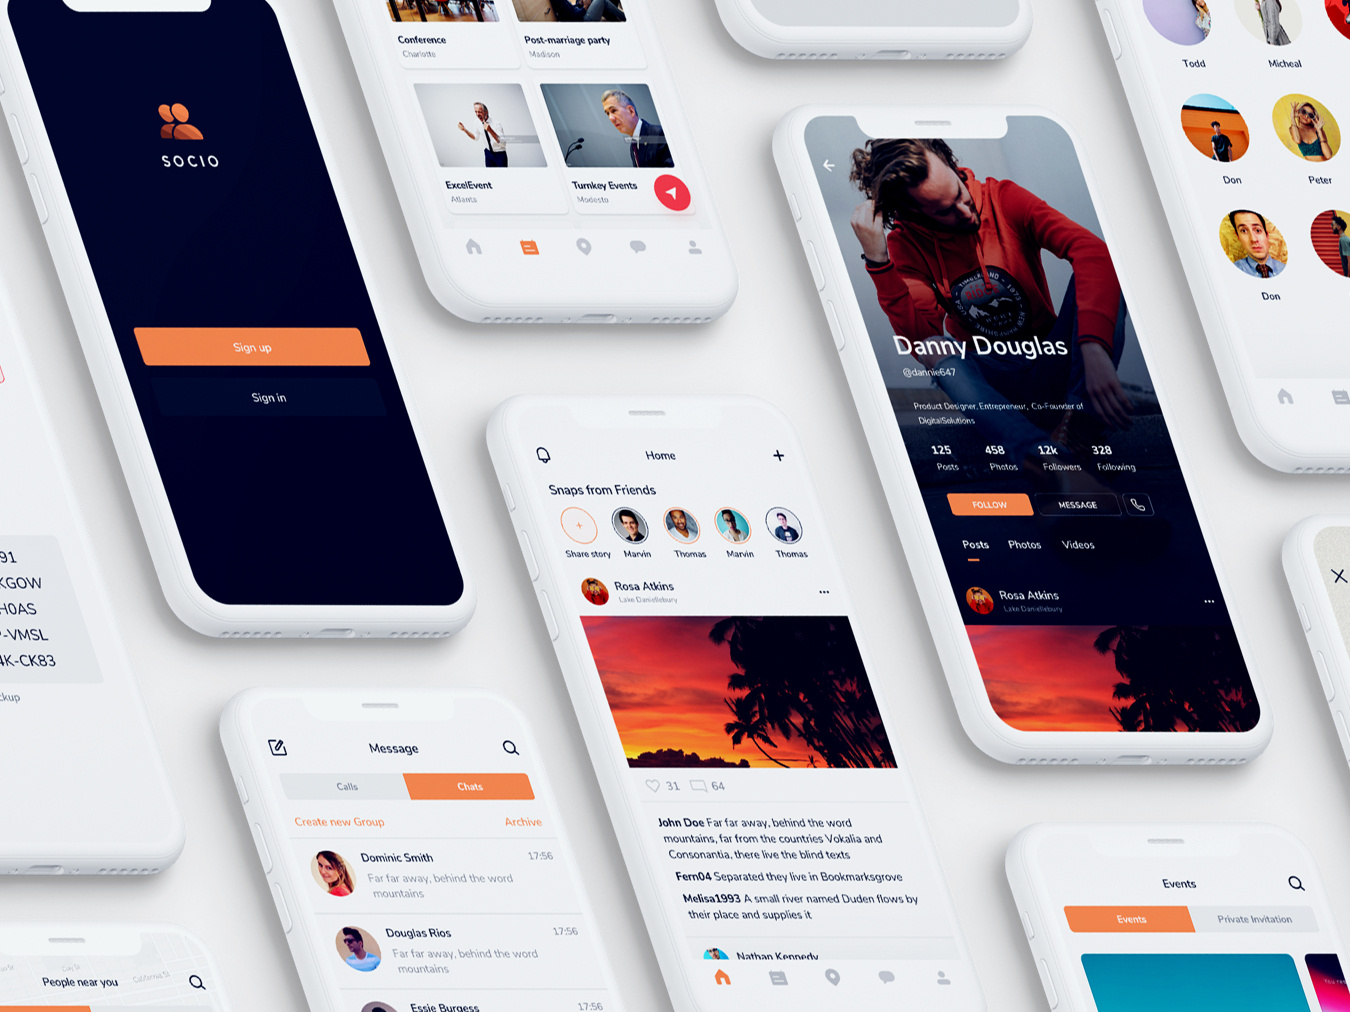 SOCIO
Sign up
Sign in
Conference
Charlotte
Post-marriage party
Madison
ExcelEvent
Atlanta
Turnkey Events
Modesto
Todd
Micheal
Don
Peter
Don
Danny Douglas
@dannie647
Product Designer, Entrepreneur, Co-Founder of
DigitalSolutions
125
Posts
458
Photos
12k
Followers
328
Following
FOLLOW
MESSAGE
Posts
Photos
Videos
Rosa Atkins
Lake Daniellebury
Home
Snaps from Friends
Share story
Marvin
Thomas
Marvin
Thomas
Rosa Atkins
Lake Daniellebury
31
64
John Doe Far far away, behind the word
mountains, far from the countries Vokalia and
Consonantia, there live the blind texts
Fern04 Separated they live in Bookmarksgrove
Melisa1993 A small river named Duden flows by
their place and supplies it
Nathan Kennedy
91
KGOW
H0AS
-VMSL
4K-CK83
ckup
Message
Calls
Chats
Create new Group
Archive
Dominic Smith
17:56
Far far away, behind the word
mountains
Douglas Rios
17:56
Far far away, behind the word
mountains
Essie Burgess
17:56
People near you
California St
Events
Events
Private Invitation